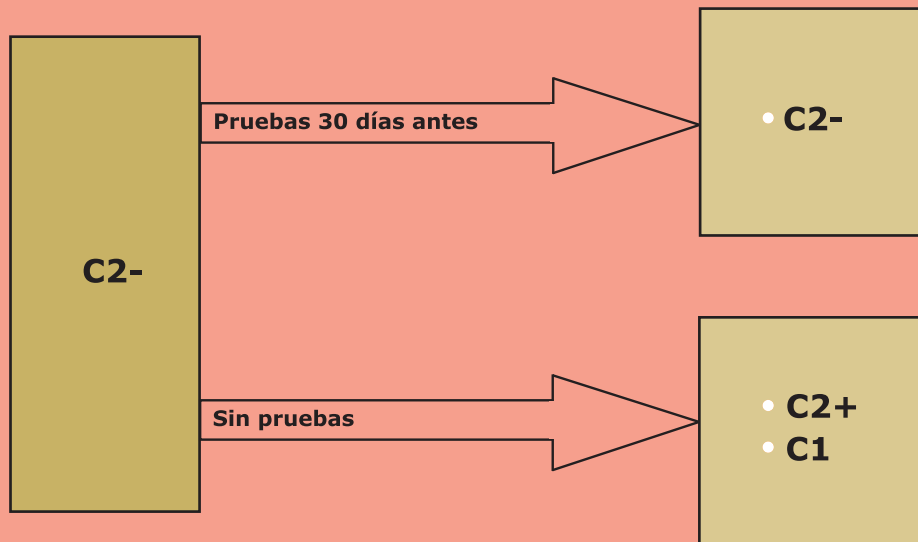 Pruebas 30 días antes
• C2-
C2-
Sin pruebas
• C2+
• C1